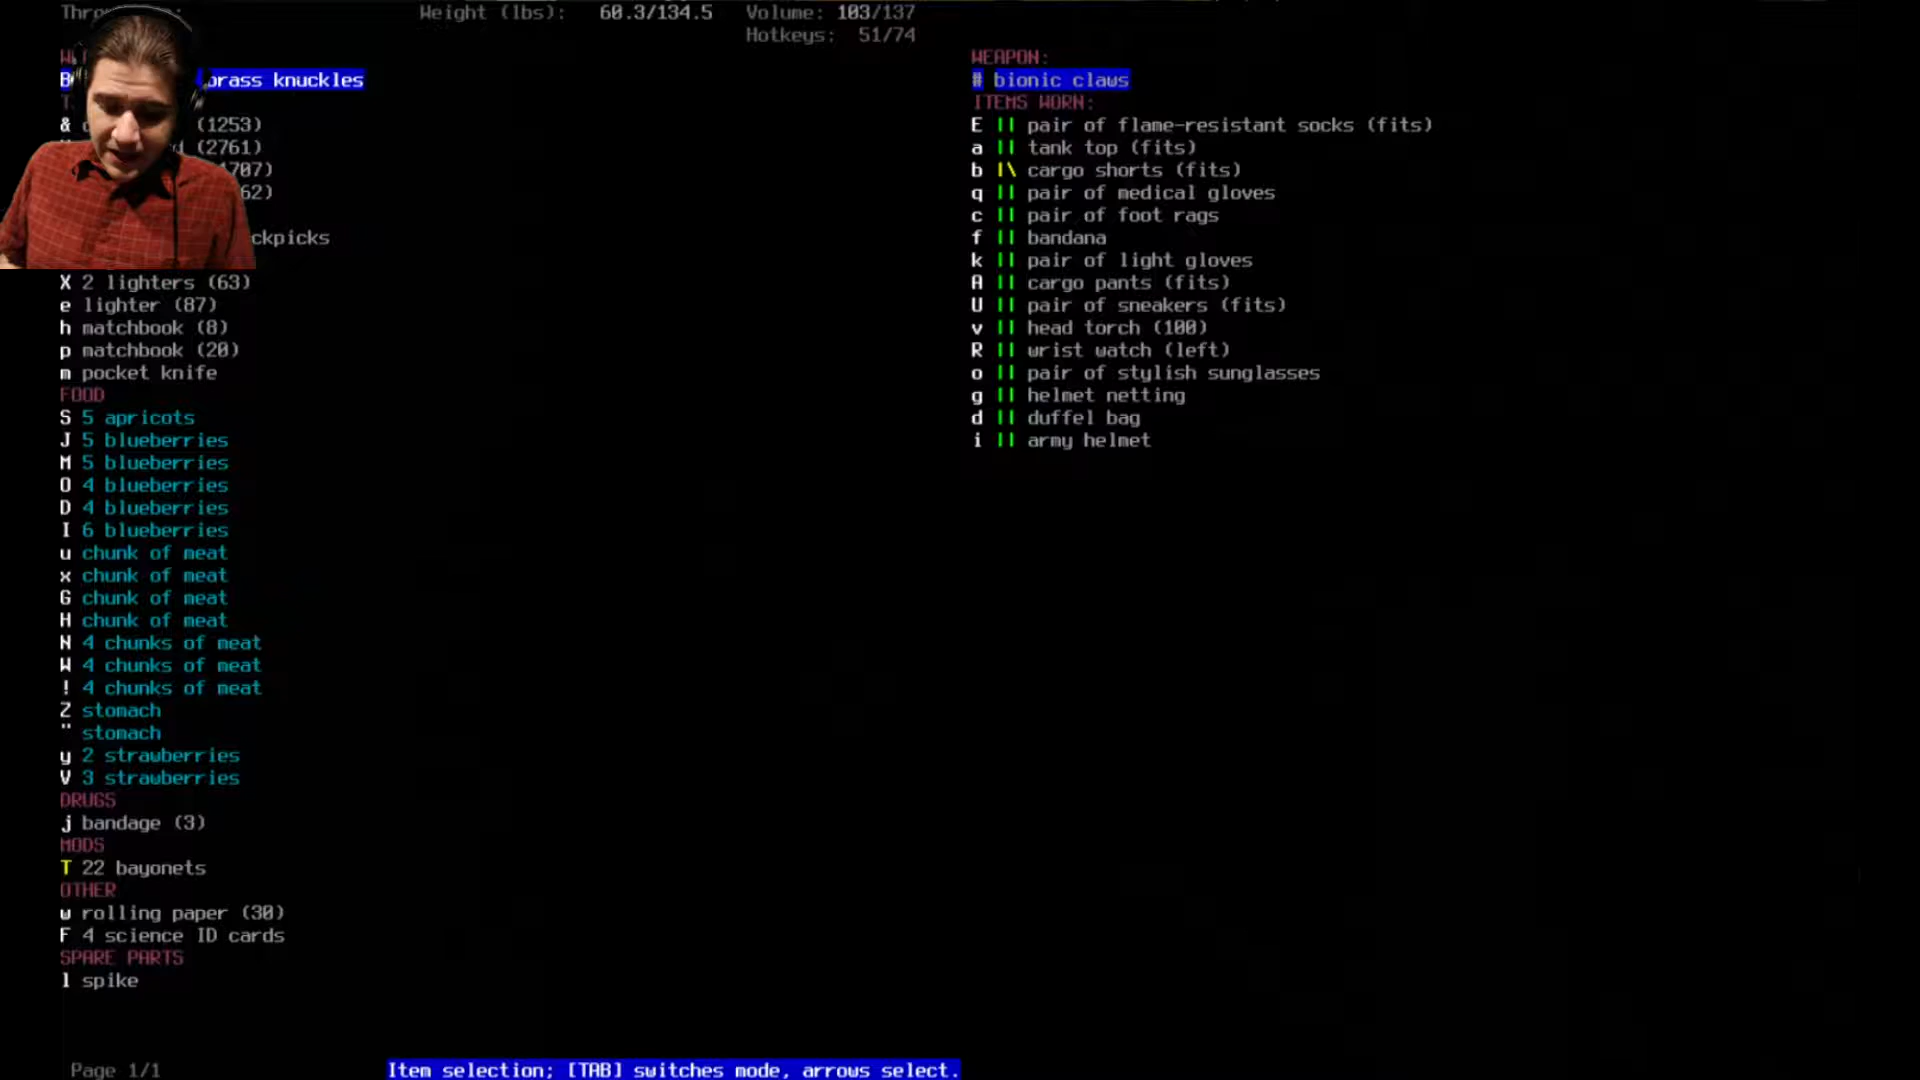 Weight (lbs): 60.3/134.5 Volume: 103/137
Hotkeys: 51/74
brass knuckles
& (1253)
(2761)
X 2 lighters (63)
e lighter (87)
h matchbook (8)
p matchbook (20)
m pocket knife
FOOD
S 5 apricots
J 5 blueberries
M 5 blueberries
O 4 blueberries
D 4 blueberries
I 6 blueberries
u chunk of meat
x chunk of meat
G chunk of meat
H chunk of meat
N 4 chunks of meat
W 4 chunks of meat
! 4 chunks of meat
Z stomach
" stomach
y 2 strawberries
V 3 strawberries
DRUGS
j bandage (3)
MODS
T 22 bayonets
OTHER
w rolling paper (30)
F 4 science ID cards
SPARE PARTS
l spike
WEAPON:
# bionic claws
ITEMS WORN:
E || pair of flame-resistant socks (fits)
a || tank top (fits)
b |\ cargo shorts (fits)
q || pair of medical gloves
c || pair of foot rags
f || bandana
k || pair of light gloves
A || cargo pants (fits)
U || pair of sneakers (fits)
v || head torch (100)
R || wrist watch (left)
o || pair of stylish sunglasses
g || helmet netting
d || duffel bag
i || army helmet
Page 1/1 Item selection; [TAB] switches mode, arrows select.